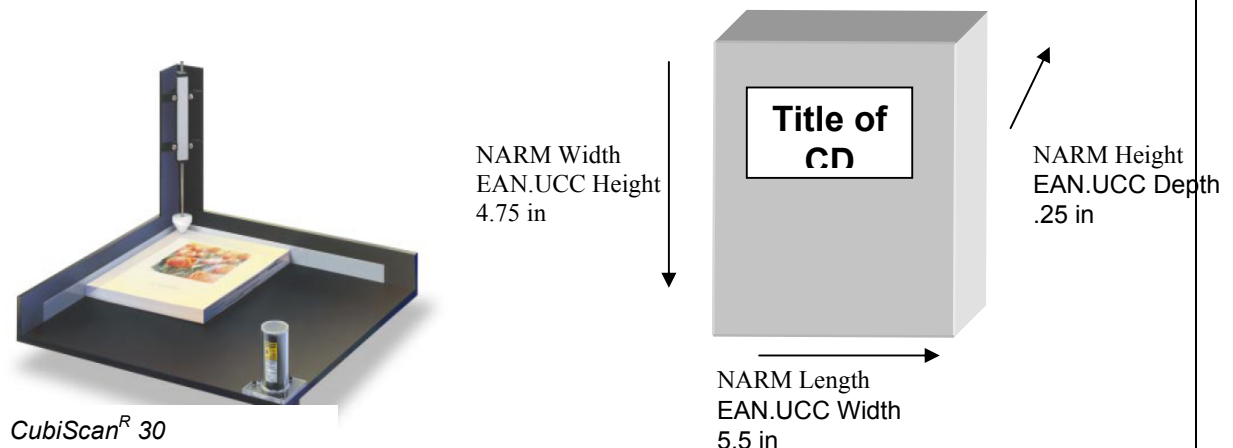 Title of
CD
NARM Width
EAN.UCC Height
4.75 in
NARM Height
EAN.UCC Depth
.25 in
NARM Length
EAN.UCC Width
5.5 in
CubiScanR 30